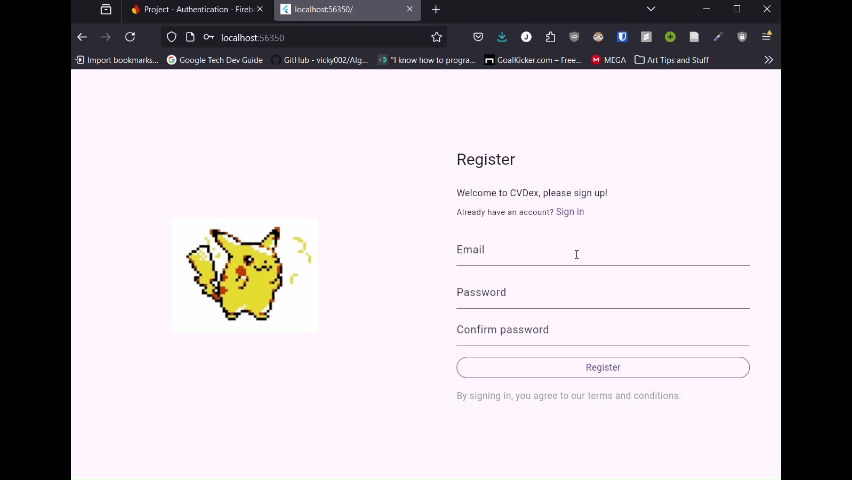 Project - Authentication - Fireb
localhost:56350/
localhost:56350
Import bookmarks...
Google Tech Dev Guide
GitHub - vicky002/Alg...
"I know how to progra...
GoalKicker.com – Free...
MEGA
Art Tips and Stuff
Register
Welcome to CVDex, please sign up!
Already have an account? Sign in
Email
Password
Confirm password
Register
By signing in, you agree to our terms and conditions.